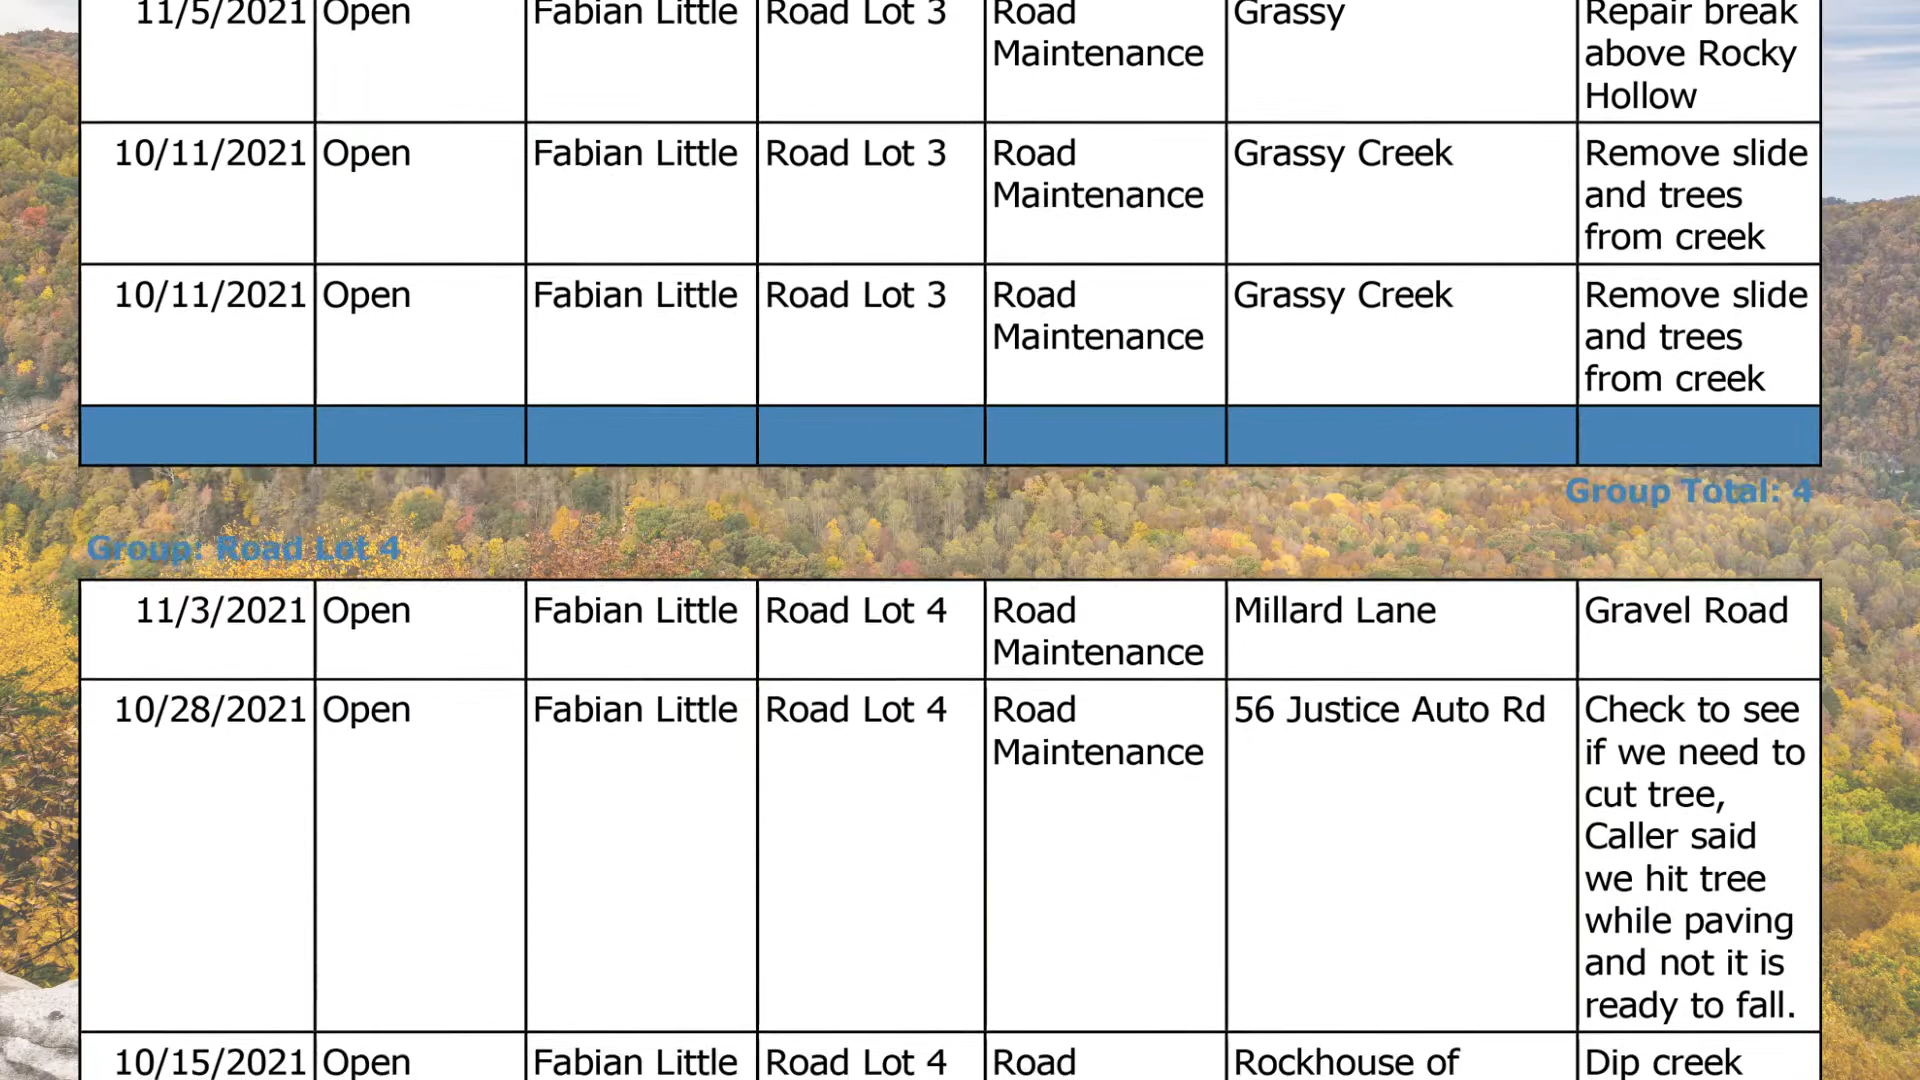 11/5/2021 Open Fabian Little Road Lot 3 Road Grassy Repair break
Maintenance above Rocky
Hollow
10/11/2021 Open Fabian Little Road Lot 3 Road Grassy Creek Remove slide
Maintenance and trees
from creek
10/11/2021 Open Fabian Little Road Lot 3 Road Grassy Creek Remove slide
Maintenance and trees
from creek
Group Total: 4
Group: Road Lot 4
11/3/2021 Open Fabian Little Road Lot 4 Road Millard Lane Gravel Road
Maintenance
10/28/2021 Open Fabian Little Road Lot 4 Road 56 Justice Auto Rd Check to see
Maintenance if we need to
cut tree,
Caller said
we hit tree
while paving
and not it is
ready to fall.
10/15/2021 Open Fabian Little Road Lot 4 Road Rockhouse of Dip creek